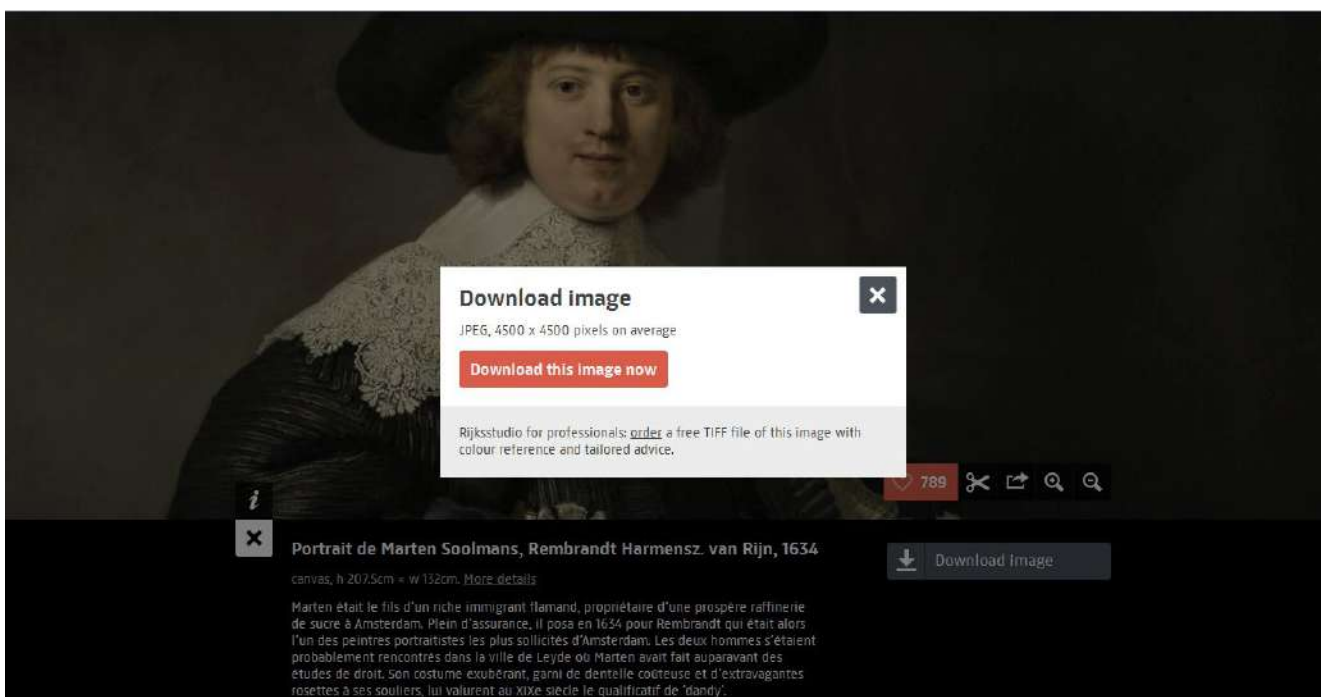 Download image
JPEG, 4500 x 4500 pixels on average
Download this image now
Rijksstudio for professionals: order a free TIFF file of this image with
colour reference and tailored advice.
789
i
Portrait de Marten Soolmans, Rembrandt Harmensz. van Rijn, 1634
Download image
canvas, h 207.5cm × w 132cm. More details
Marten était le fils d'un riche immigrant flamand, propriétaire d'une prospère raffinerie
de sucre à Amsterdam. Plein d'assurance, il posa en 1634 pour Rembrandt qui était alors
l'un des peintres portraitistes les plus sollicités d'Amsterdam. Les deux hommes s'étaient
probablement rencontrés dans la ville de Leyde où Marten avait fait auparavant des
études de droit. Son costume exubérant, garni de dentelle coûteuse et d'extravagantes
rosettes à ses souliers, lui valurent au XIXe siècle le qualificatif de 'dandy'.